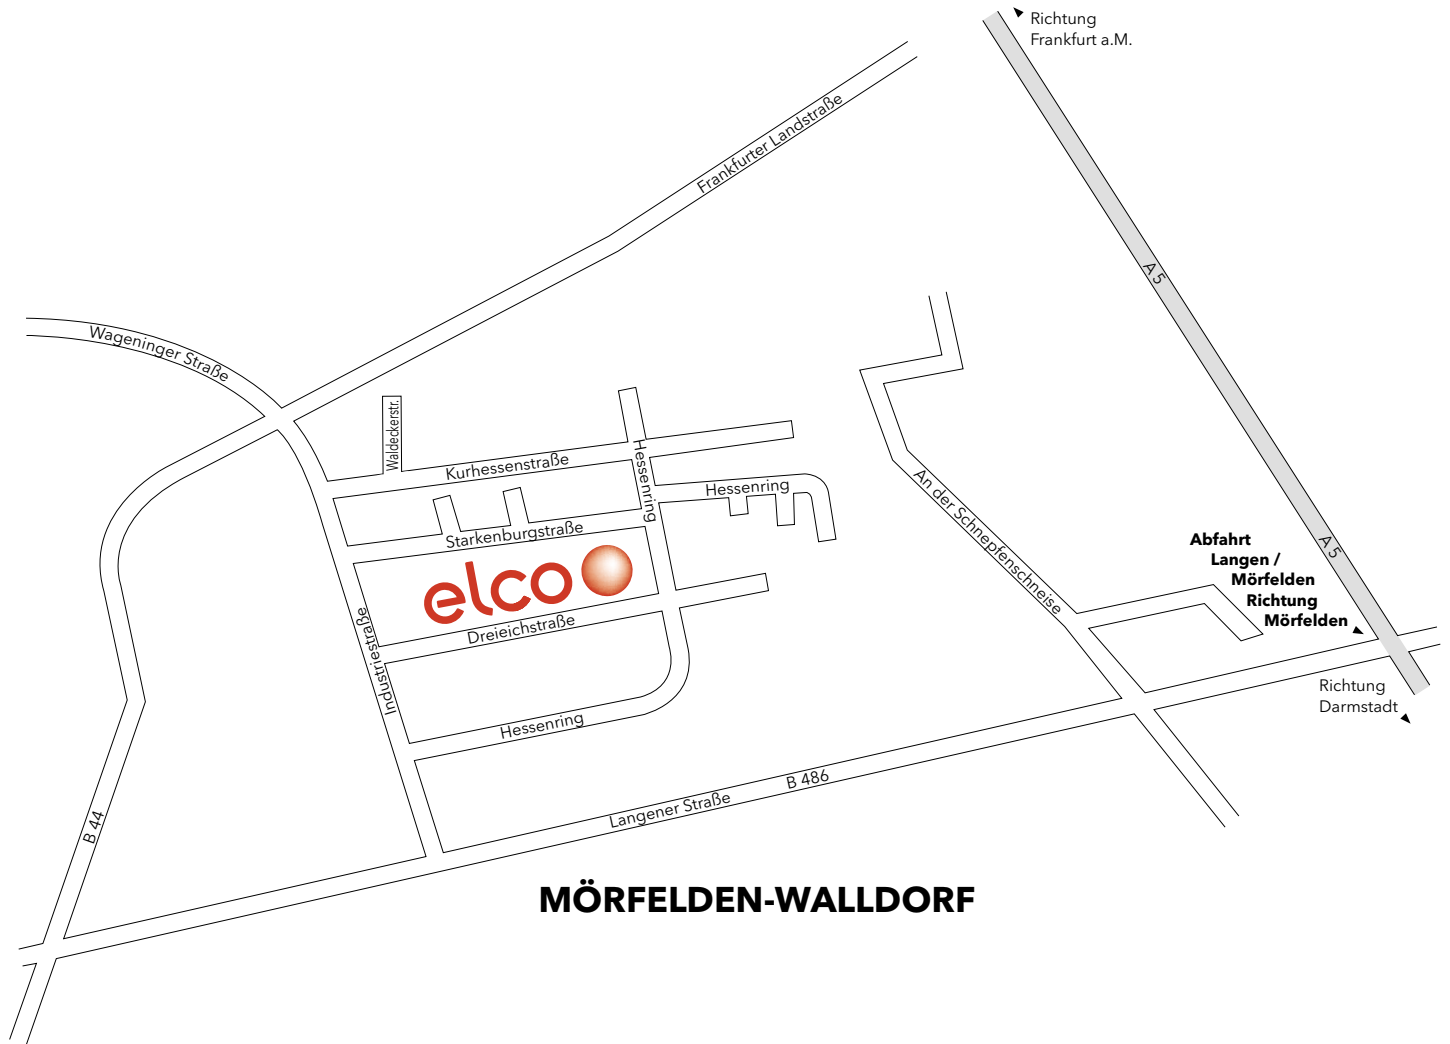 Richtung
Frankfurt a.M.
Frankfurter Landstraße
A 5
Wageninger Straße
Waldeckerstr.
Kurhessenstraße
Hessenring
Hessenring
An der Schnepfenschneise
Starkenburgstraße
A 5
Abfahrt
Langen /
Mörfelden
Richtung
Mörfelden
elco
Dreieichstraße
Industriestraße
Richtung
Darmstadt
Hessenring
B 486
Langener Straße
B 44
MÖRFELDEN-WALLDORF